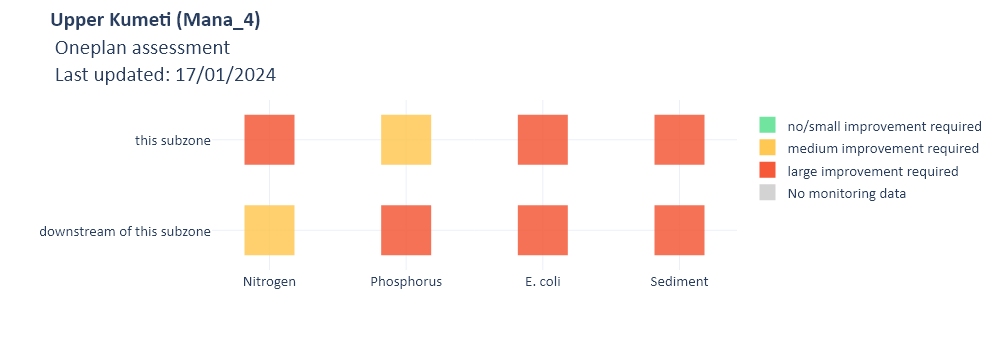 Upper Kumeti (Mana_4)
Oneplan assessment
Last updated: 17/01/2024
this subzone
downstream of this subzone
Nitrogen
Phosphorus
E. coli
Sediment
no/small improvement required
medium improvement required
large improvement required
No monitoring data